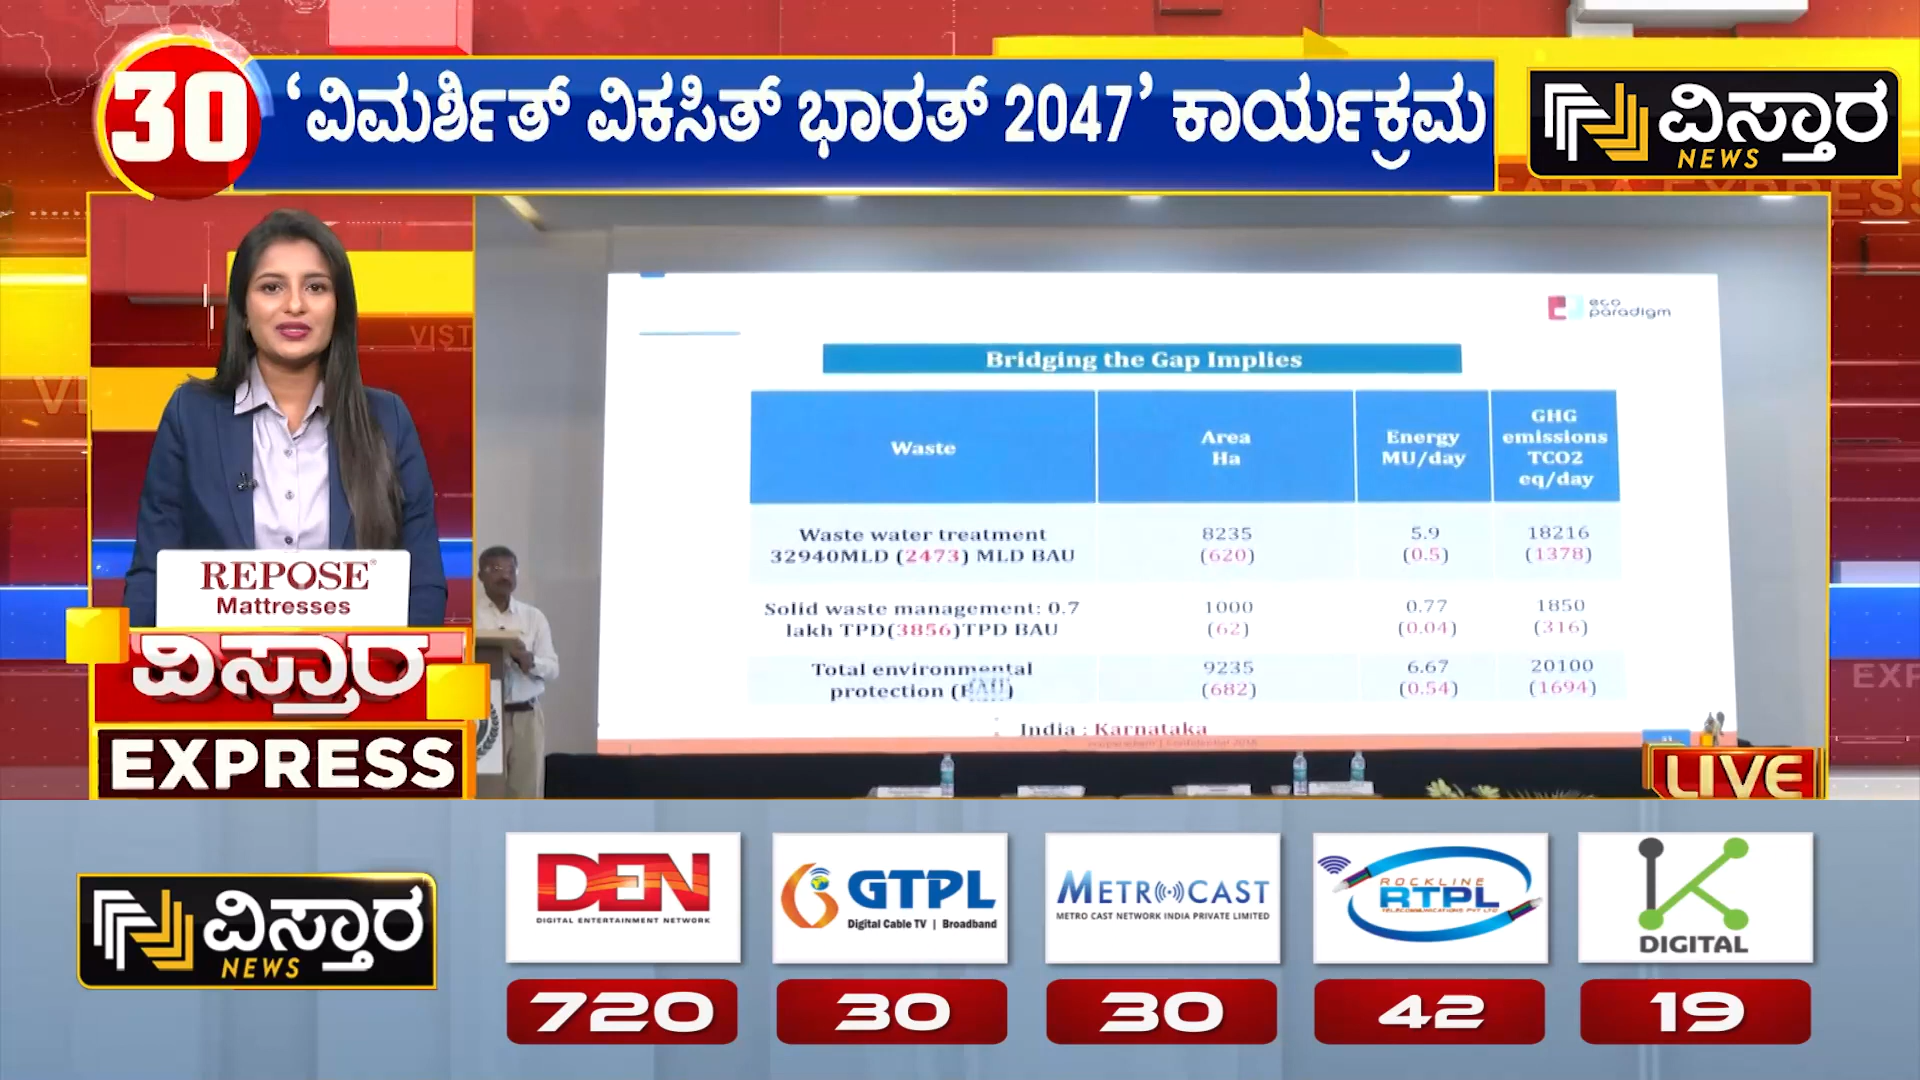 30
‘ವಿಮರ್ಶಿತ್ ವಿಕಸಿತ್ ಭಾರತ್ 2047’ ಕಾರ್ಯಕ್ರಮ
ವಿಸ್ತಾರ
NEWS
eco
paradigm
Bridging the Gap Implies
Waste
Area
Ha
Energy
MU/day
GHG
emissions
TCO2
eq/day
Waste water treatment
32940MLD (2473) MLD BAU
8235
(620)
5.9
(0.5)
18216
(1378)
Solid waste management: 0.7
lakh TPD(3856)TPD BAU
1000
(62)
0.77
(0.04)
1850
(316)
Total environmental
protection (BAU)
9235
(682)
6.67
(0.54)
20100
(1694)
India : Karnataka
REPOSE
Mattresses
ವಿಸ್ತಾರ
EXPRESS
LIVE
ವಿಸ್ತಾರ
NEWS
DEN
DIGITAL ENTERTAINMENT NETWORK
720
GTPL
Digital Cable TV | Broadband
30
METROCAST
METRO CAST NETWORK INDIA PRIVATE LIMITED
30
ROCKLINE
RTPL
TELECOMMUNICATIONS PVT LTD
42
DIGITAL
19